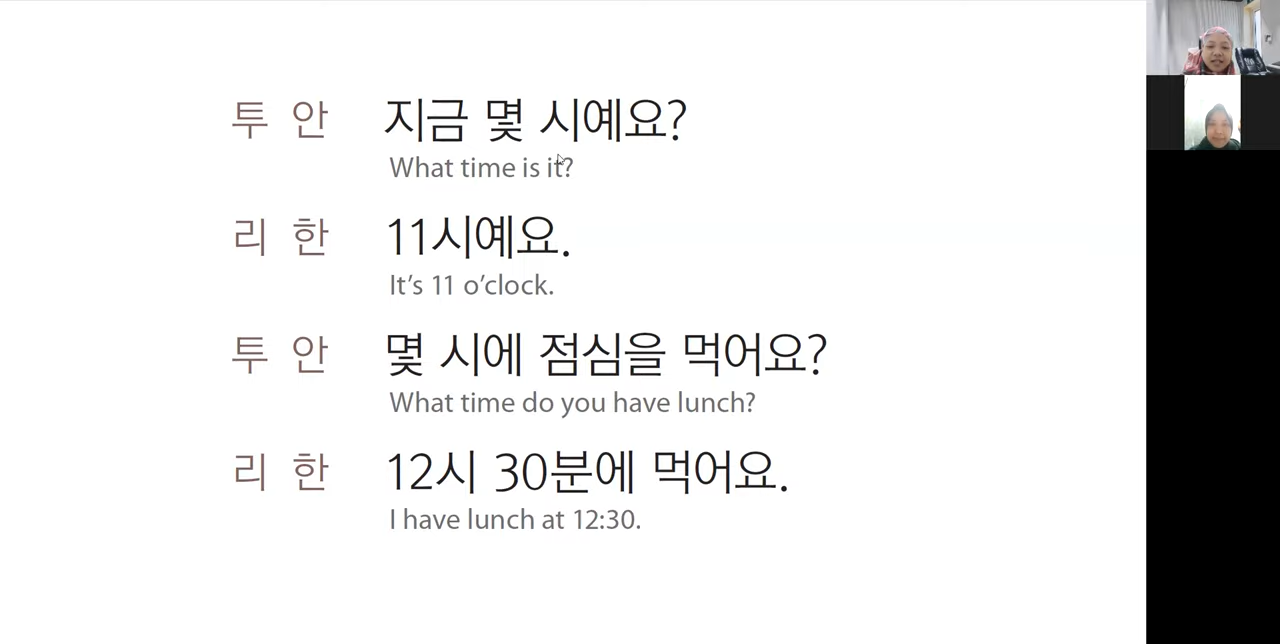 투 안 지금 몇 시예요?
What time is it?
리 한 11시예요.
It's 11 o'clock.
투 안 몇 시에 점심을 먹어요?
What time do you have lunch?
리 한 12시 30분에 먹어요.
I have lunch at 12:30.